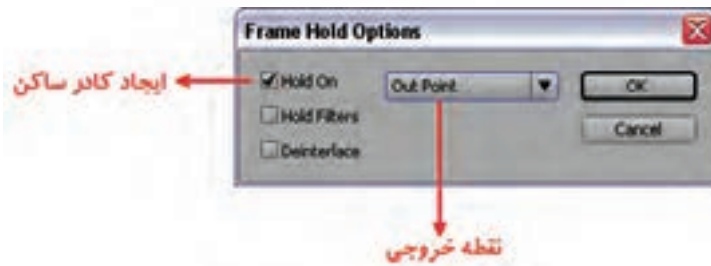 Frame Hold Options
ایجاد کادر ساکن
Hold On
Out Point
OK
Hold Filters
Cancel
Deinterlace
نقطه خروجی